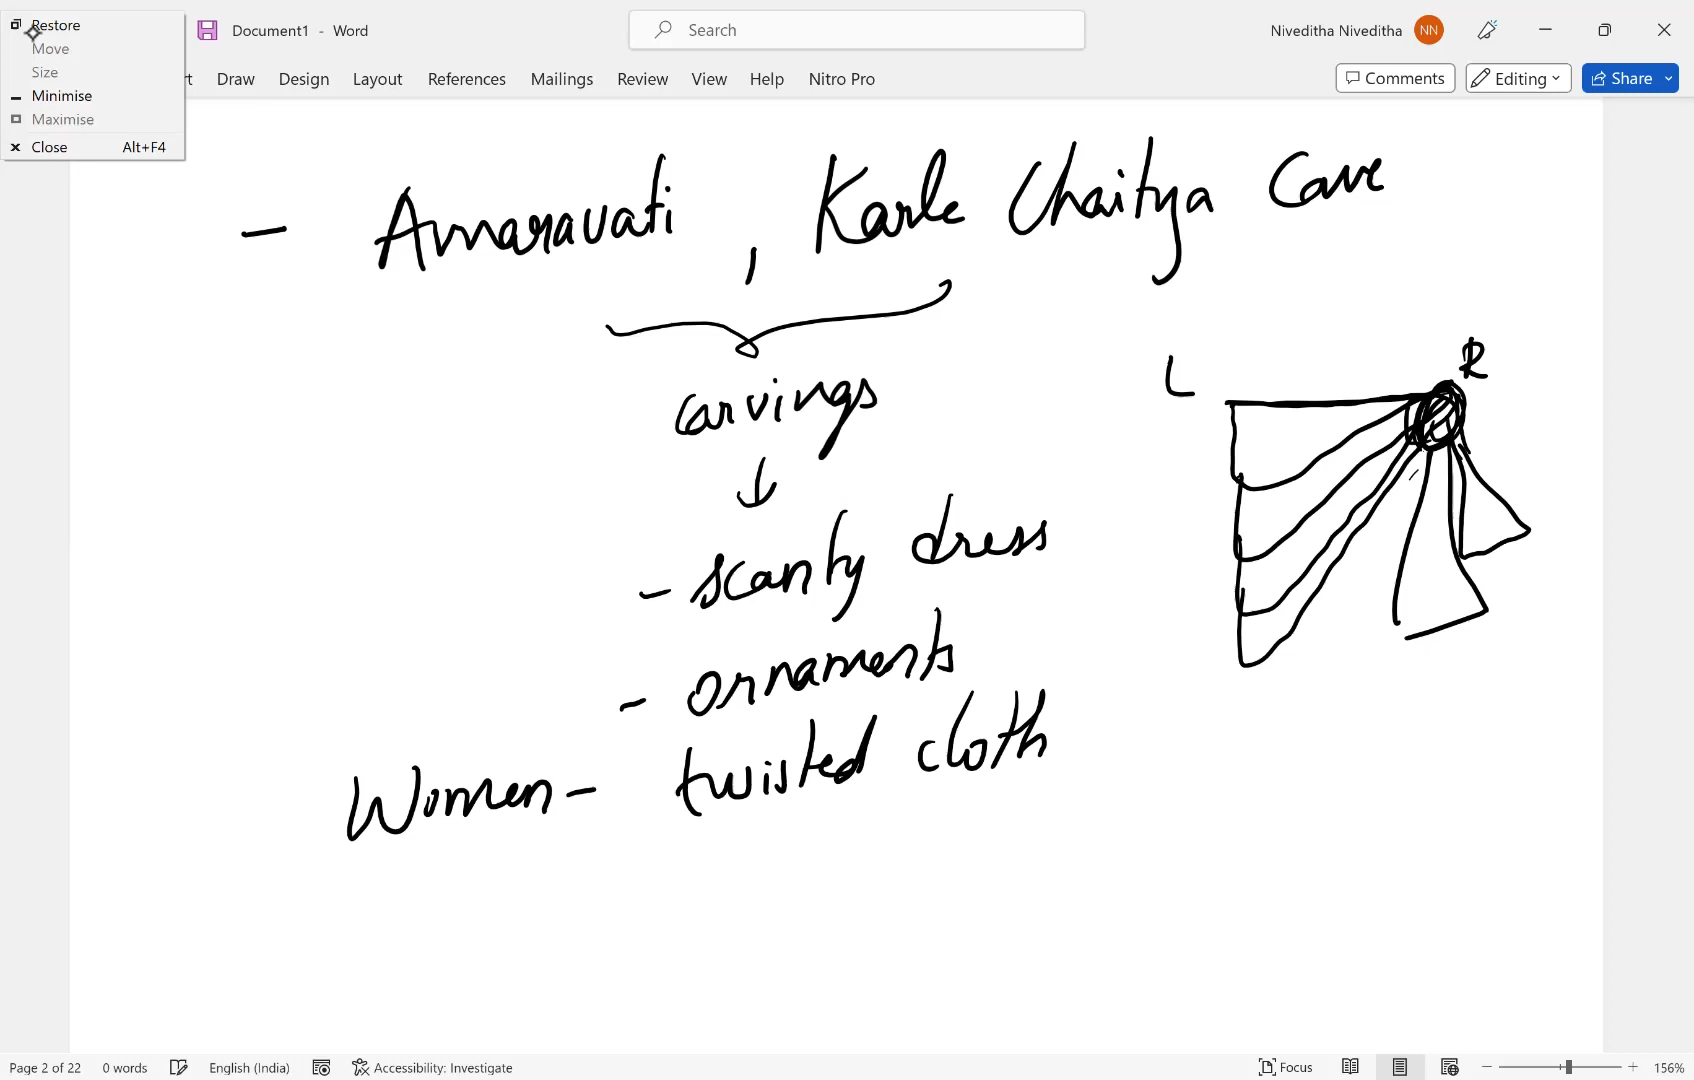 Restore
Move
Size
Minimise
Maximise
Close Alt+F4
Document1 - Word
Search
Niveditha Niveditha NN
rt Draw Design Layout References Mailings Review View Help Nitro Pro
Comments Editing Share
- Amaravati , Karle Chaitya Cave
carvings
- scanty dress
- ornaments
Women - twisted cloth
L R
Page 2 of 22 0 words English (India) Accessibility: Investigate Focus 156%